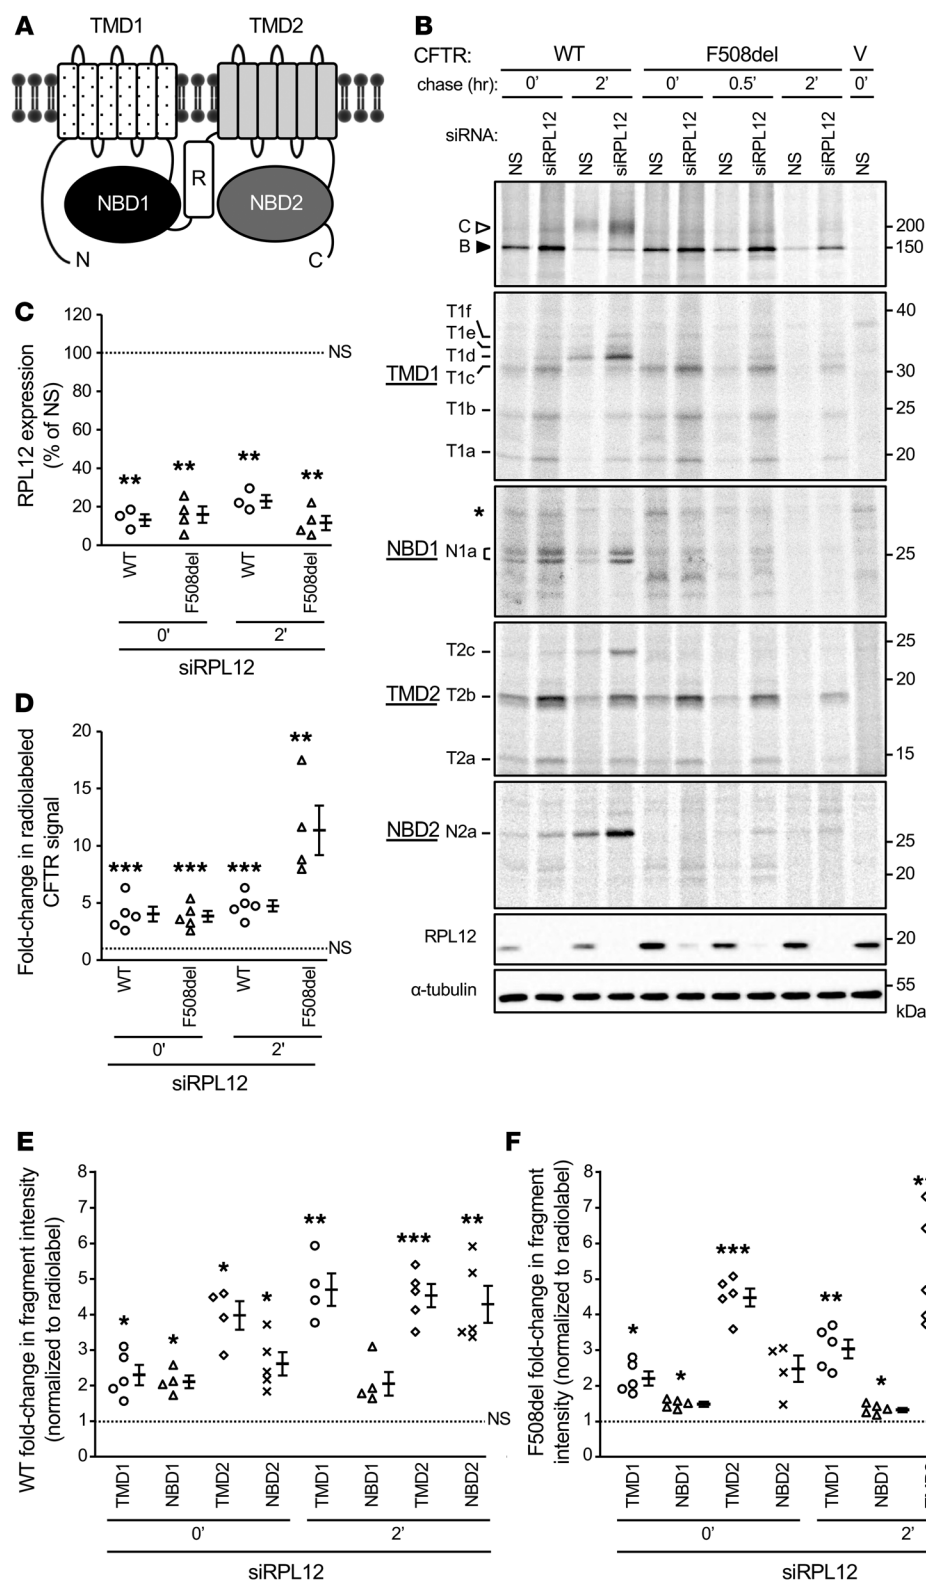 A
TMD1
TMD2
NBD1
R
NBD2
N
C
B
CFTR:
WT
F508del
V
chase (hr):
0'
2'
0'
0.5'
2'
0'
siRNA:
NS
siRPL12
NS
siRPL12
NS
siRPL12
NS
siRPL12
NS
siRPL12
NS
C
B
200
150
TMD1
T1f
T1e
T1d
T1c
T1b
T1a
40
30
25
20
NBD1
*
N1a
25
TMD2
T2c
T2b
T2a
25
20
15
NBD2
N2a
25
20
RPL12
20
α-tubulin
55
kDa
C
RPL12 expression
(% of NS)
120
100
80
60
40
20
0
NS
**
**
**
**
WT
F508del
WT
F508del
0'
2'
siRPL12
D
Fold-change in radiolabeled
CFTR signal
20
15
10
5
0
***
***
***
**
NS
WT
F508del
WT
F508del
0'
2'
siRPL12
E
WT fold-change in fragment intensity
(normalized to radiolabel)
8
7
6
5
4
3
2
1
0
*
*
*
*
**
***
**
NS
TMD1
NBD1
TMD2
NBD2
TMD1
NBD1
TMD2
NBD2
0'
2'
siRPL12
F
F508del fold-change in fragment
intensity (normalized to radiolabel)
8
7
6
5
4
3
2
1
0
*
*
***
**
*
TMD1
NBD1
TMD2
NBD2
TMD1
NBD1
0'
2'
siRPL12